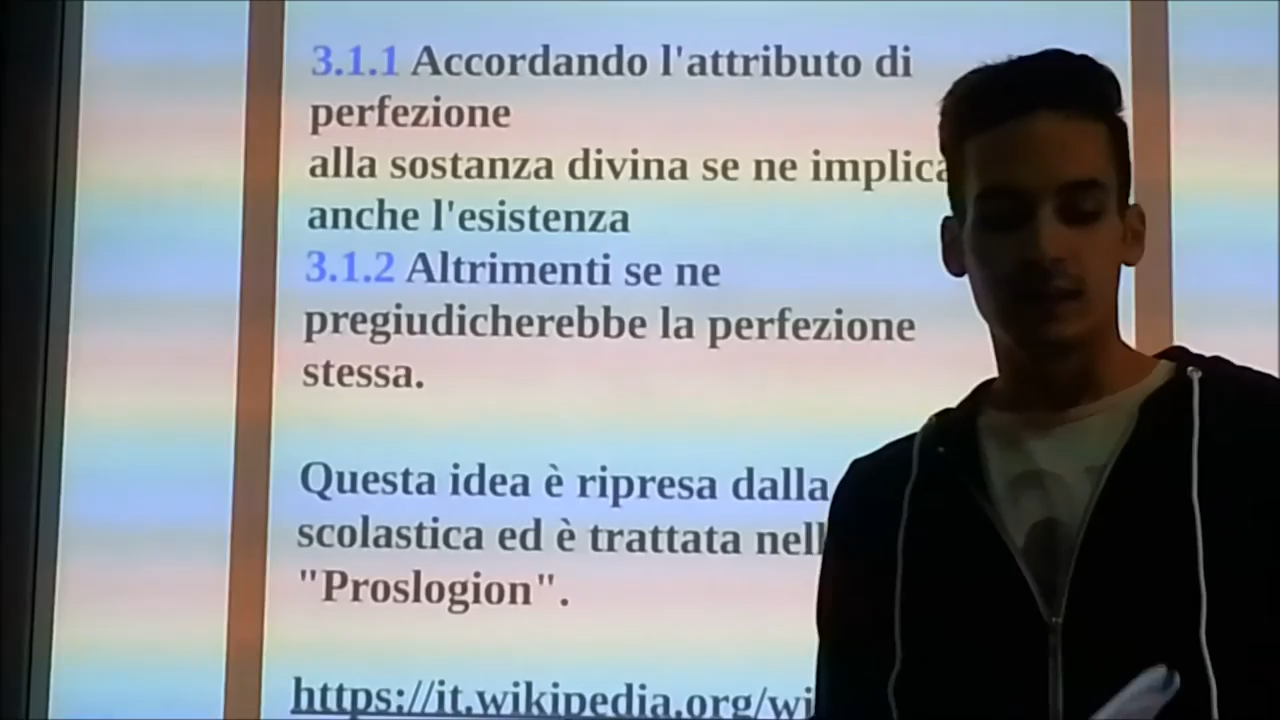 3.1.1 Accordando l'attributo di
perfezione
alla sostanza divina se ne implica
anche l'esistenza
3.1.2 Altrimenti se ne
pregiudicherebbe la perfezione
stessa.
Questa idea è ripresa dalla
scolastica ed è trattata nell
"Proslogion".
https://it.wikipedia.org/wi